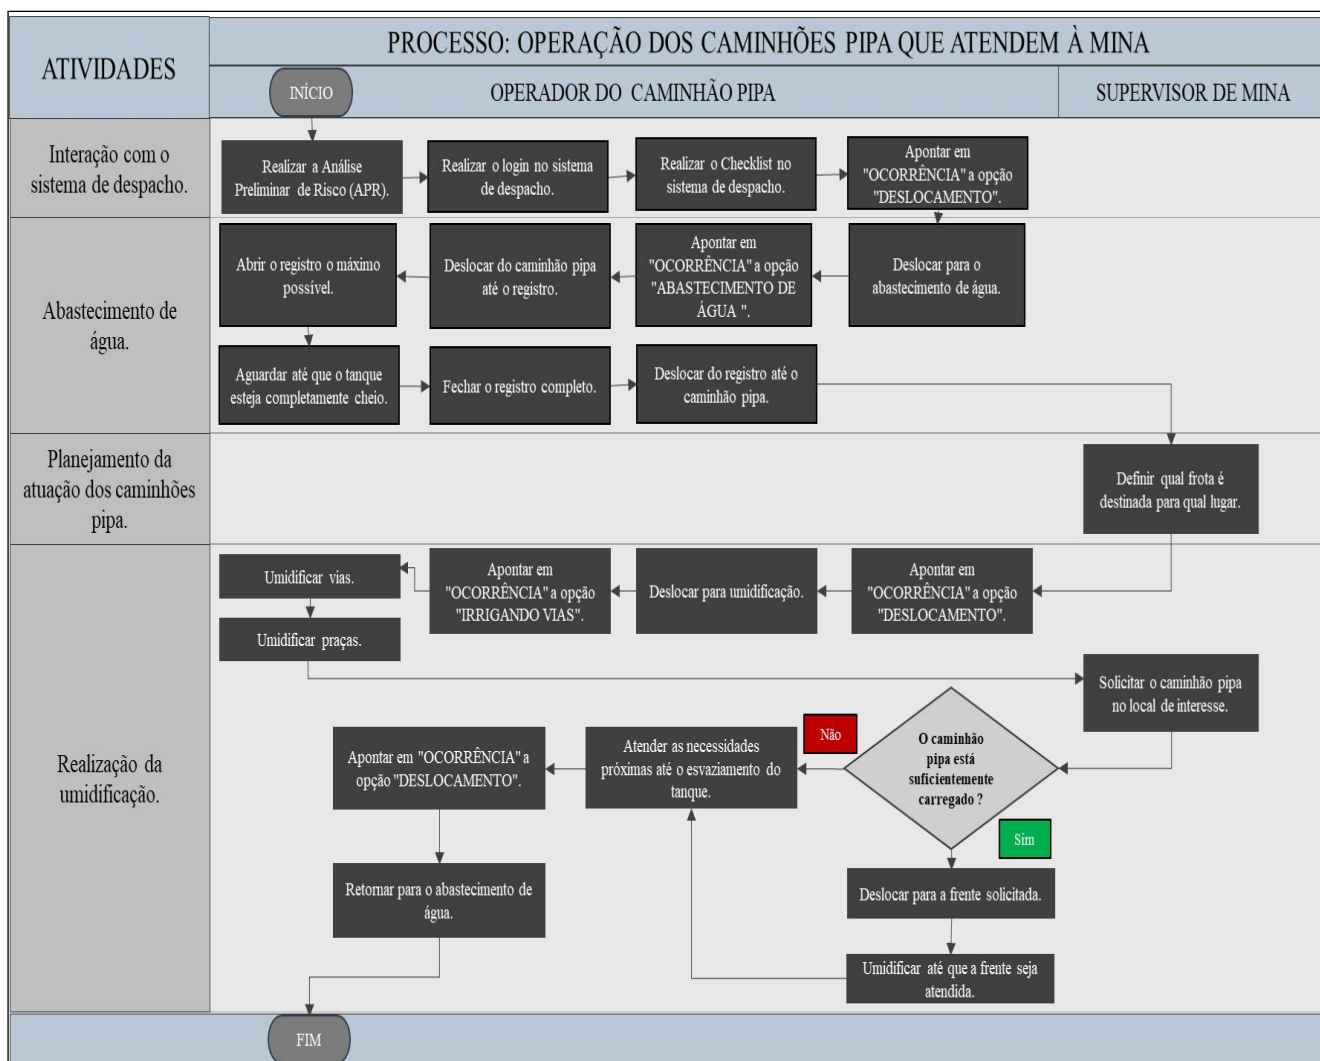 PROCESSO: OPERAÇÃO DOS CAMINHÕES PIPA QUE ATENDEM À MINA
ATIVIDADES
INÍCIO
OPERADOR DO CAMINHÃO PIPA
SUPERVISOR DE MINA
Interação com o
sistema de despacho.
Realizar a Análise
Preliminar de Risco (APR).
Realizar o login no sistema
de despacho.
Realizar o Checklist no
sistema de despacho.
Apontar em
"OCORRÊNCIA" a opção
"DESLOCAMENTO".
Abastecimento de
água.
Deslocar para o
abastecimento de água.
Apontar em
"OCORRÊNCIA" a opção
"ABASTECIMENTO DE
ÁGUA ".
Deslocar do caminhão pipa
até o registro.
Abrir o registro o máximo
possível.
Aguardar até que o tanque
esteja completamente cheio.
Fechar o registro completo.
Deslocar do registro até o
caminhão pipa.
Planejamento da
atuação dos caminhões
pipa.
Definir qual frota é
destinada para qual lugar.
Realização da
umidificação.
Apontar em
"OCORRÊNCIA" a opção
"DESLOCAMENTO".
Deslocar para umidificação.
Apontar em
"OCORRÊNCIA" a opção
"IRRIGANDO VIAS".
Umidificar vias.
Umidificar praças.
Solicitar o caminhão pipa
no local de interesse.
O caminhão
pipa está
suficientemente
carregado ?
Não
Sim
Atender as necessidades
próximas até o esvaziamento do
tanque.
Apontar em "OCORRÊNCIA" a
opção "DESLOCAMENTO".
Retornar para o abastecimento de
água.
Deslocar para a frente solicitada.
Umidificar até que a frente seja
atendida.
FIM